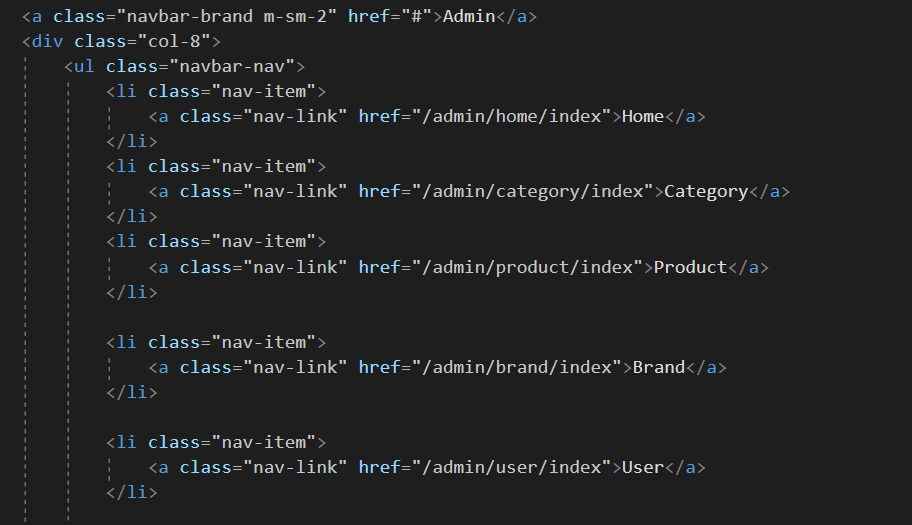 <a class="navbar-brand m-sm-2" href="#">Admin</a>
<div class="col-8">
    <ul class="navbar-nav">
        <li class="nav-item">
            <a class="nav-link" href="/admin/home/index">Home</a>
        </li>
        <li class="nav-item">
            <a class="nav-link" href="/admin/category/index">Category</a>
        </li>
        <li class="nav-item">
            <a class="nav-link" href="/admin/product/index">Product</a>
        </li>
        <li class="nav-item">
            <a class="nav-link" href="/admin/brand/index">Brand</a>
        </li>
        <li class="nav-item">
            <a class="nav-link" href="/admin/user/index">User</a>
        </li>